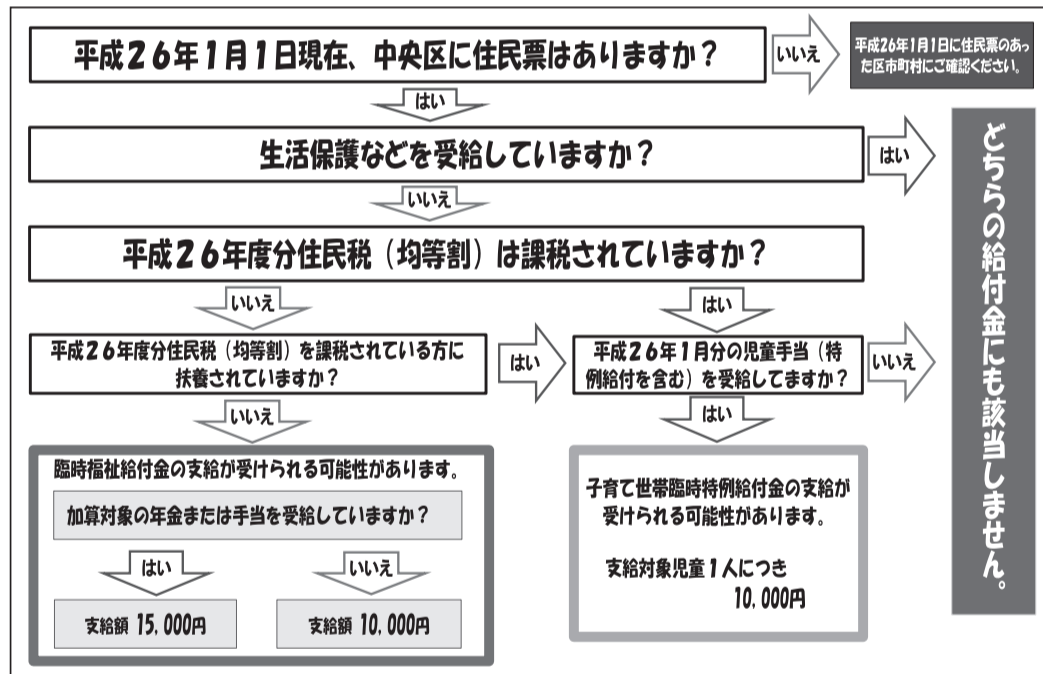 平成26年1月1日現在、中央区に住民票はありますか？
いいえ
平成26年1月1日に住民票のあっ
た区市町村にご確認ください。
はい
生活保護などを受給していますか？
はい
どちらの給付金にも該当しません。
いいえ
平成26年度分住民税（均等割）は課税されていますか？
いいえ
はい
平成26年度分住民税（均等割）を課税されている方に
扶養されていますか？
はい
平成26年1月分の児童手当（特
例給付を含む）を受給してますか？
いいえ
いいえ
はい
臨時福祉給付金の支給が受けられる可能性があります。
加算対象の年金または手当を受給していますか？
はい
いいえ
支給額 15,000円
支給額 10,000円
子育て世帯臨時特例給付金の支給が
受けられる可能性があります。
支給対象児童1人につき
10,000円